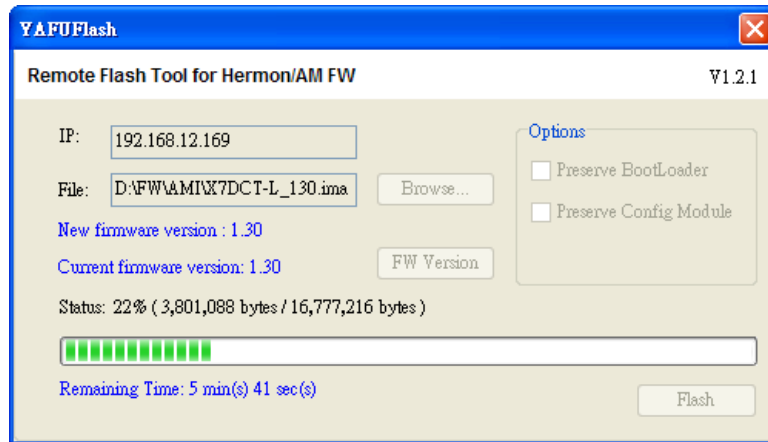 YAFUFlash
Remote Flash Tool for Hermon/AM FW
V1.2.1
IP:
192.168.12.169
File:
D:\FW\AMI\X7DCT-L_130.ima
Browse...
New firmware version : 1.30
Current firmware version: 1.30
FW Version
Options
Preserve BootLoader
Preserve Config Module
Status: 22% ( 3,801,088 bytes / 16,777,216 bytes )
Remaining Time: 5 min(s) 41 sec(s)
Flash